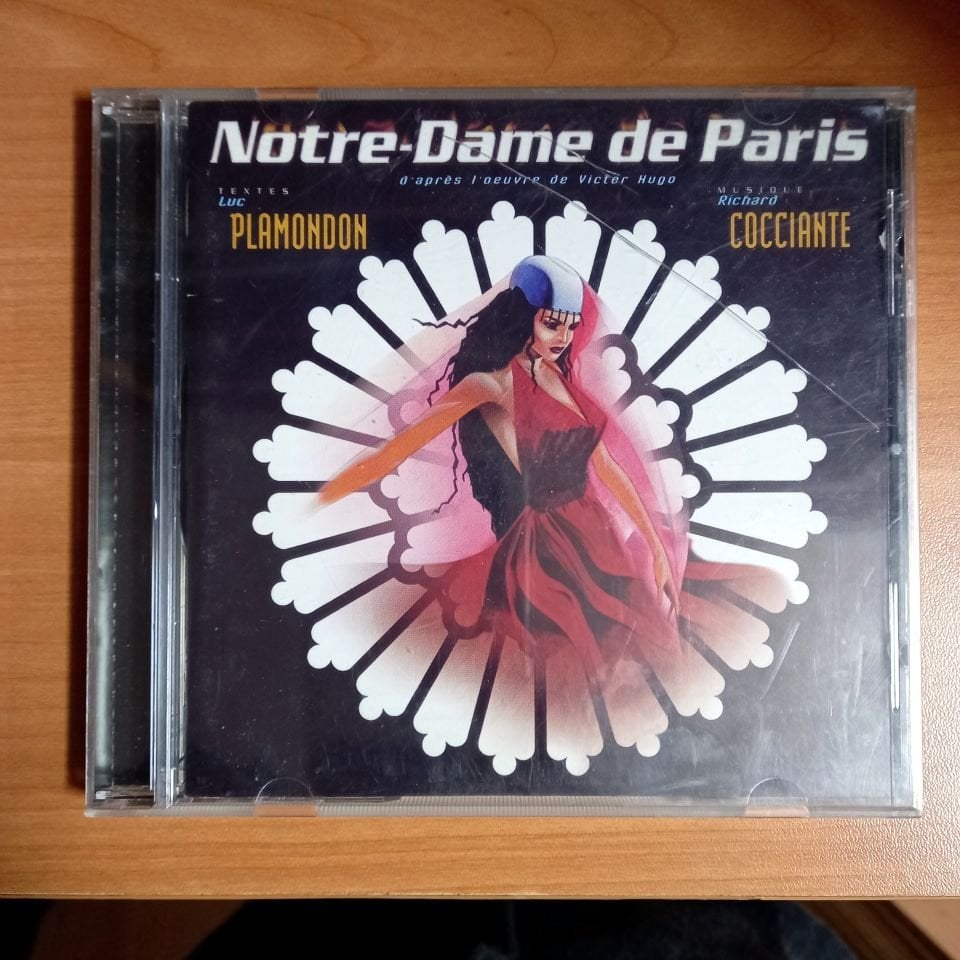 Notre-Dame de Paris
d'après l'oeuvre de Victor Hugo
TEXTES
Luc
PLAMONDON
MUSIQUE
Richard
COCCIANTE